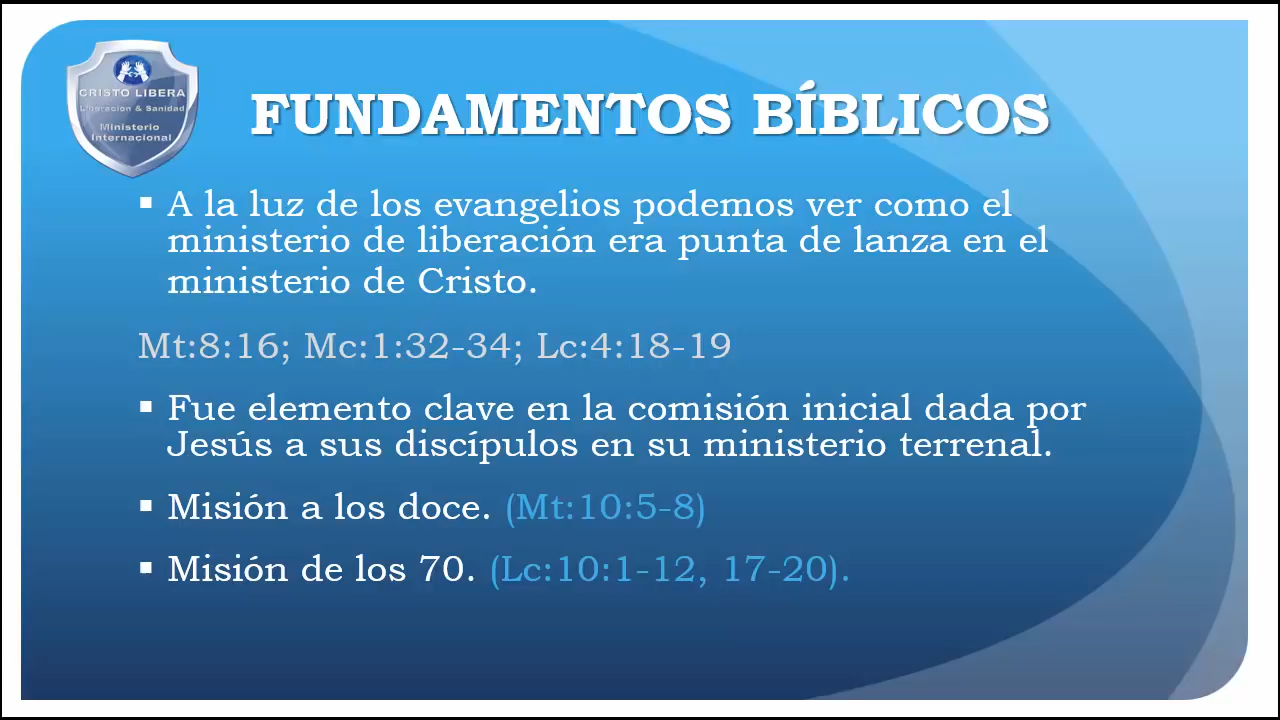 CRISTO LIBERA
Liberación & Sanidad
Ministerio
Internacional
FUNDAMENTOS BÍBLICOS
▪ A la luz de los evangelios podemos ver como el
ministerio de liberación era punta de lanza en el
ministerio de Cristo.
Mt:8:16; Mc:1:32-34; Lc:4:18-19
▪ Fue elemento clave en la comisión inicial dada por
Jesús a sus discípulos en su ministerio terrenal.
▪ Misión a los doce. (Mt:10:5-8)
▪ Misión de los 70. (Lc:10:1-12, 17-20).